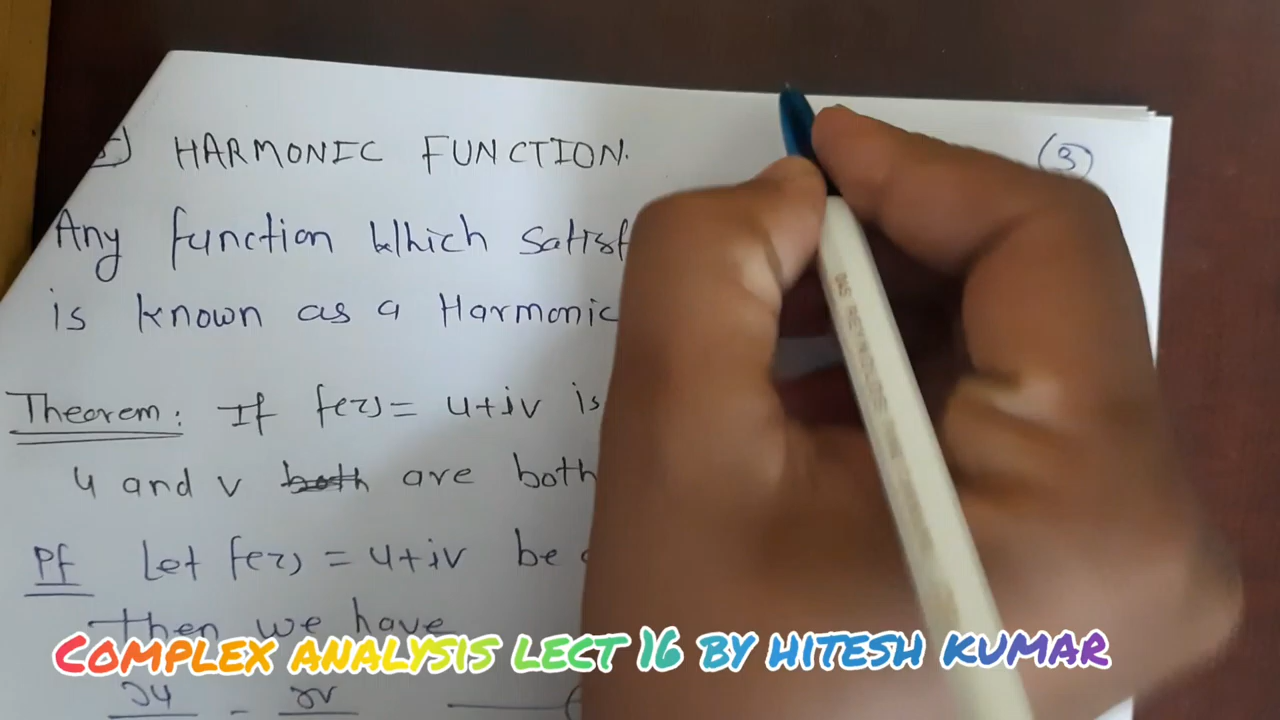 HARMONIC FUNCTION.
(3)
Any function Which satisf
is known as a Harmonic
Theorem: If f(z) = u+iv is
u and v both are both
Pf Let f(z) = u+iv be
then we have
∂u = ∂v
COMPLEX ANALYSIS LECT 16 BY HITESH KUMAR